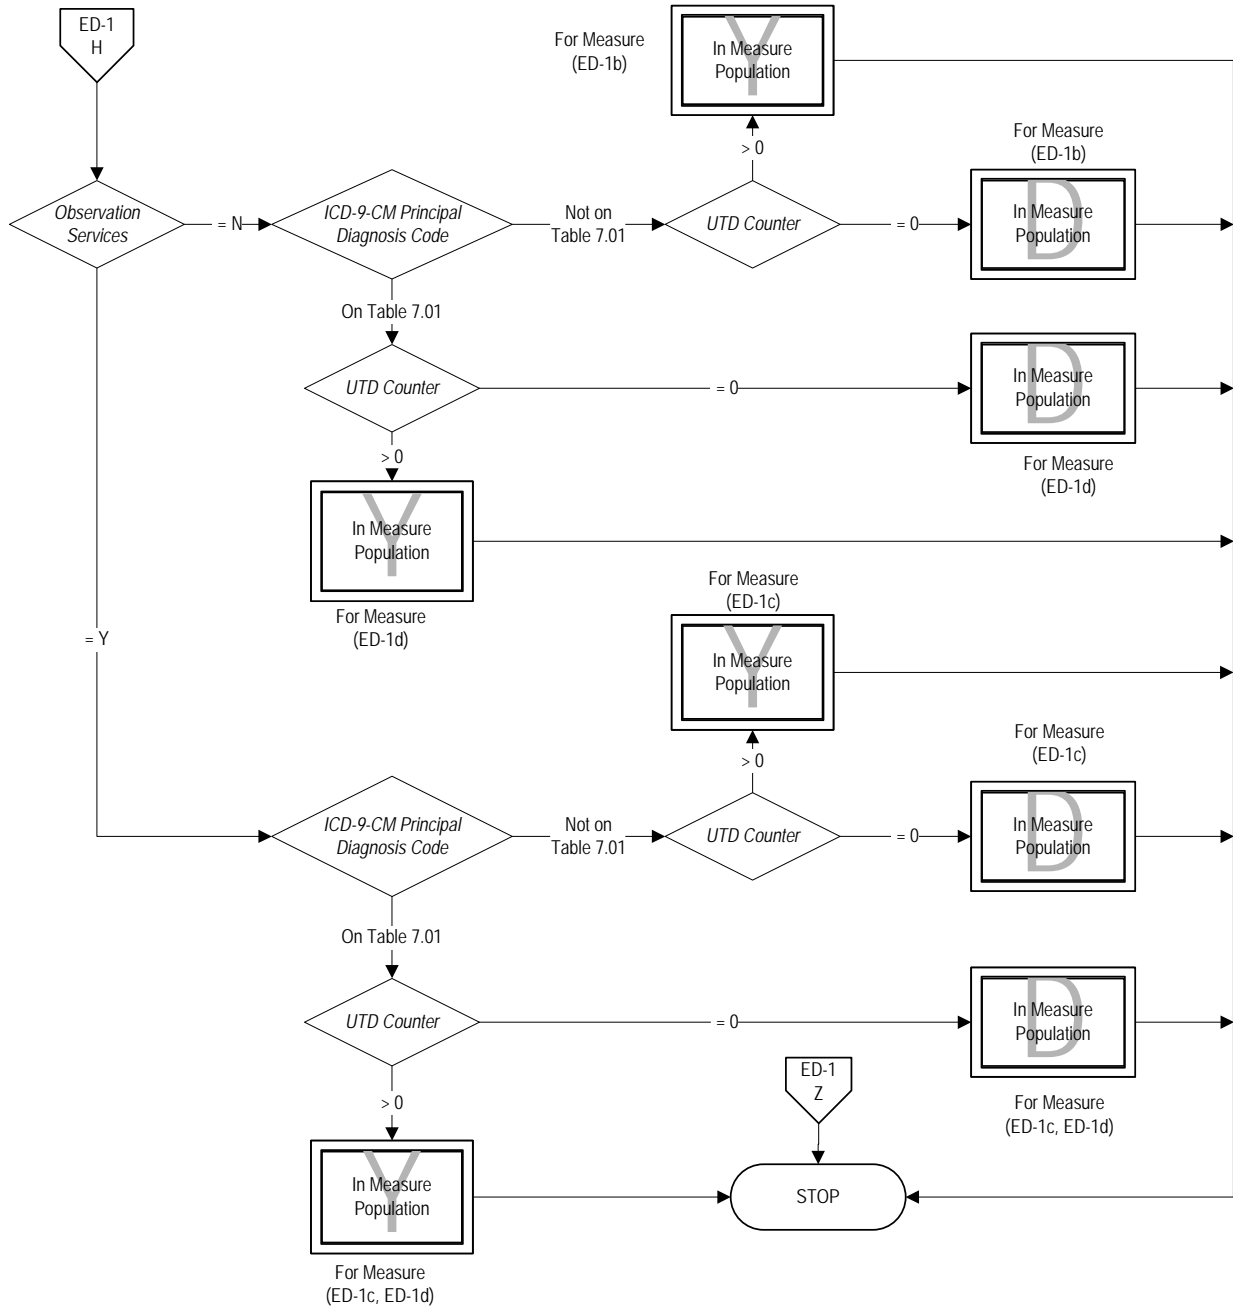 ED-1
H
For Measure
(ED-1b)
Y
In Measure
Population
> 0
For Measure
(ED-1b)
Observation
Services
= N
ICD-9-CM Principal
Diagnosis Code
Not on
Table 7.01
UTD Counter
= 0
D
In Measure
Population
On Table 7.01
UTD Counter
= 0
D
In Measure
Population
For Measure
(ED-1d)
> 0
Y
In Measure
Population
For Measure
(ED-1d)
= Y
For Measure
(ED-1c)
Y
In Measure
Population
> 0
For Measure
(ED-1c)
ICD-9-CM Principal
Diagnosis Code
Not on
Table 7.01
UTD Counter
= 0
D
In Measure
Population
On Table 7.01
UTD Counter
= 0
D
In Measure
Population
For Measure
(ED-1c, ED-1d)
> 0
Y
In Measure
Population
For Measure
(ED-1c, ED-1d)
ED-1
Z
STOP